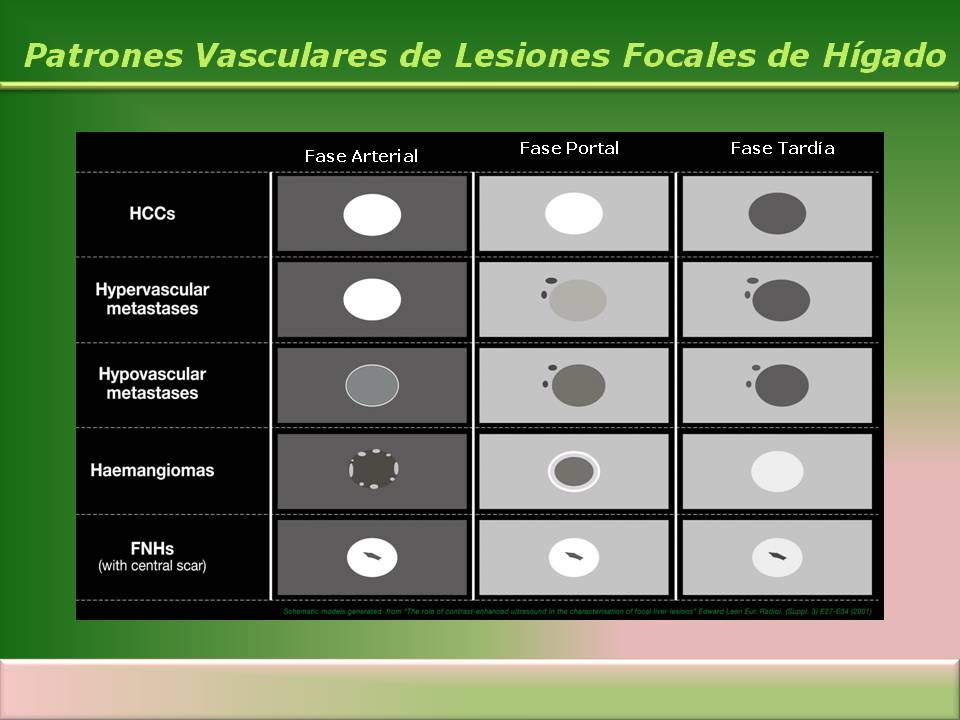 Patrones Vasculares de Lesiones Focales de Hígado
Fase Arterial
Fase Portal
Fase Tardía
HCCs
Hypervascular
metastases
Hypovascular
metastases
Haemangiomas
FNHs
(with central scar)
Schematic models generated from "The role of contrast-enhanced ultrasound in the characterisation of focal liver lesions" Edward Leen Eur. Radiol. (Suppl. 3) E27-E34 (2001)